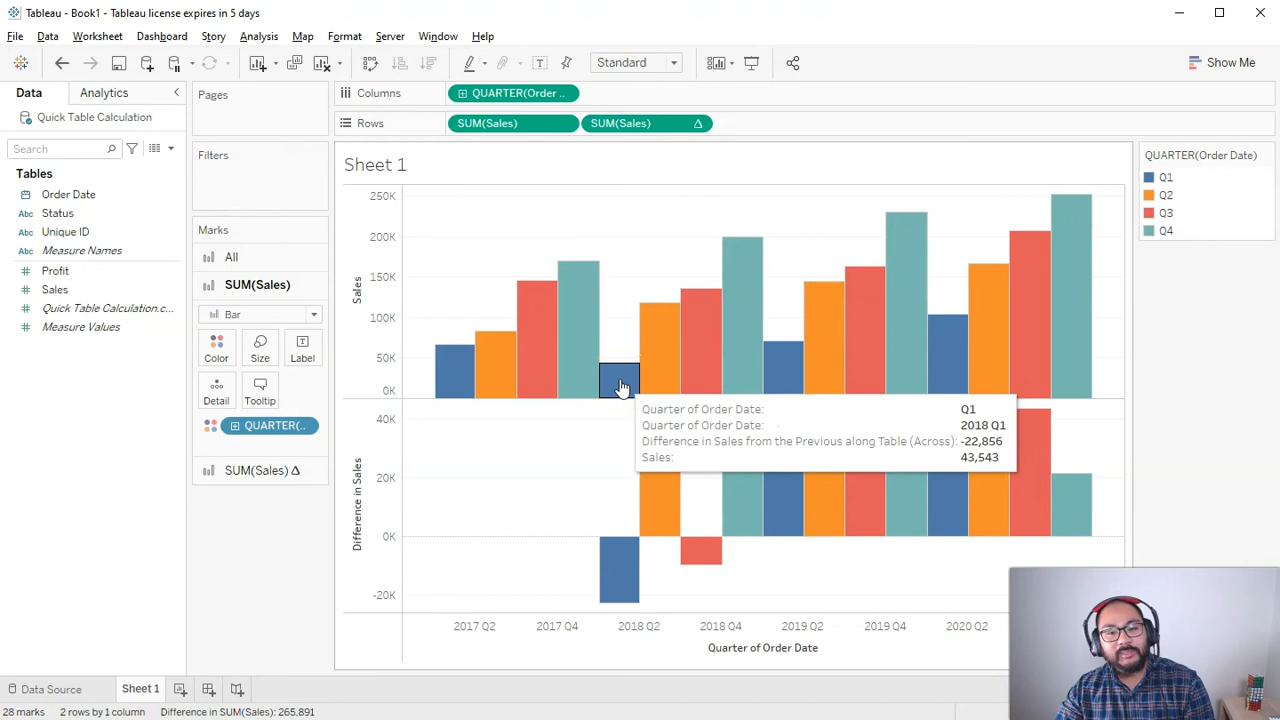 Tableau - Book1 - Tableau license expires in 5 days
File Data Worksheet Dashboard Story Analysis Map Format Server Window Help
Standard
Show Me
Data Analytics
Pages
Columns
QUARTER(Order ..
Quick Table Calculation
Rows
SUM(Sales)
SUM(Sales) Δ
Search
Filters
Sheet 1
QUARTER(Order Date)
Tables
Q1
Order Date
Q2
Abc Status
Q3
Abc Unique ID
Q4
Abc Measure Names
Marks
All
# Profit
SUM(Sales)
# Sales
# Quick Table Calculation.c...
Bar
# Measure Values
Color Size Label
Detail Tooltip
QUARTER(..
SUM(Sales) Δ
250K
200K
150K
100K
50K
0K
Sales
40K
20K
0K
-20K
Difference in Sales
Quarter of Order Date: Q1
Quarter of Order Date: 2018 Q1
Difference in Sales from the Previous along Table (Across): -22,856
Sales: 43,543
2017 Q2 2017 Q4 2018 Q2 2018 Q4 2019 Q2 2019 Q4 2020 Q2
Quarter of Order Date
Data Source Sheet 1
28 marks 2 rows by 1 column Difference in SUM(Sales): 265,891